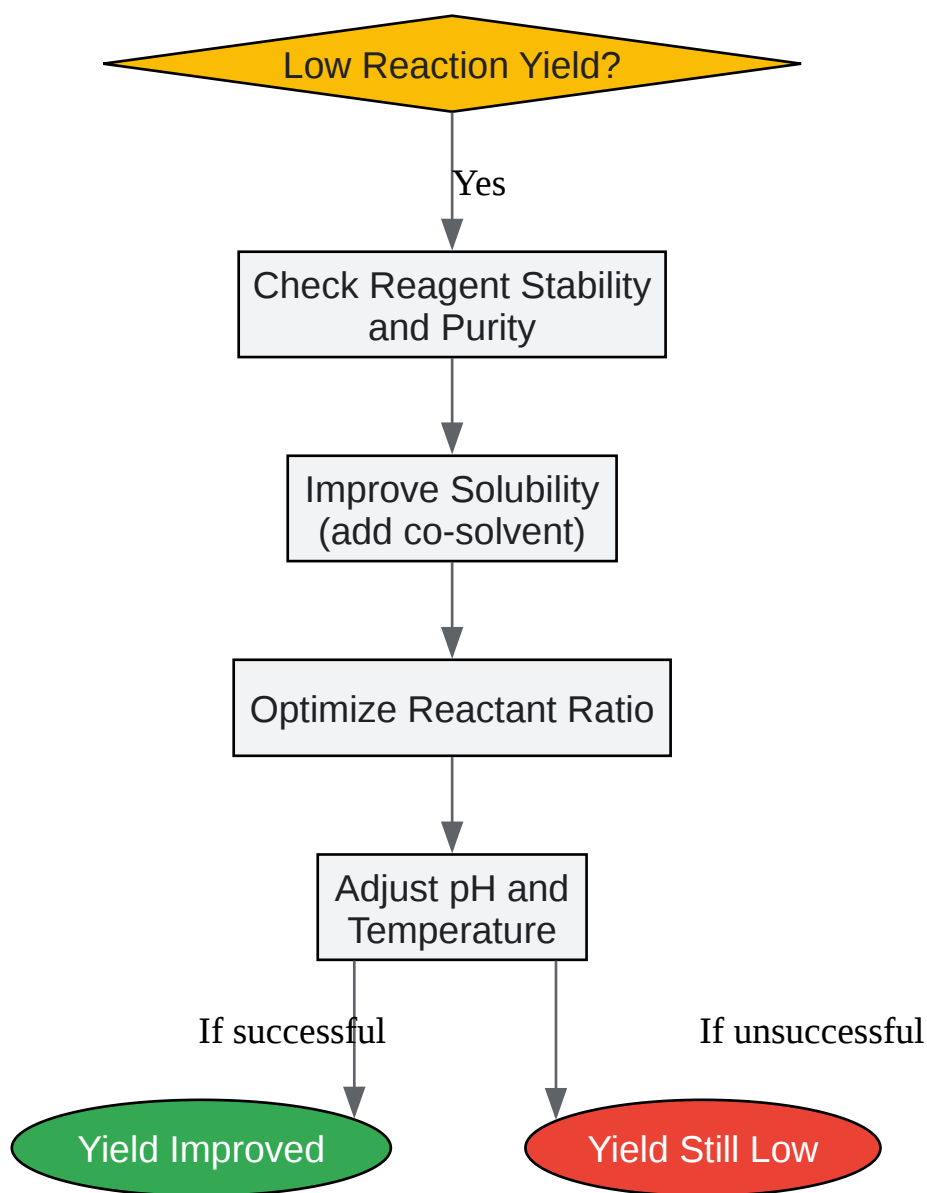 Low Reaction Yield?
Yes
Check Reagent Stability
and Purity
Improve Solubility
(add co-solvent)
Optimize Reactant Ratio
Adjust pH and
Temperature
If successful
If unsuccessful
Yield Improved
Yield Still Low